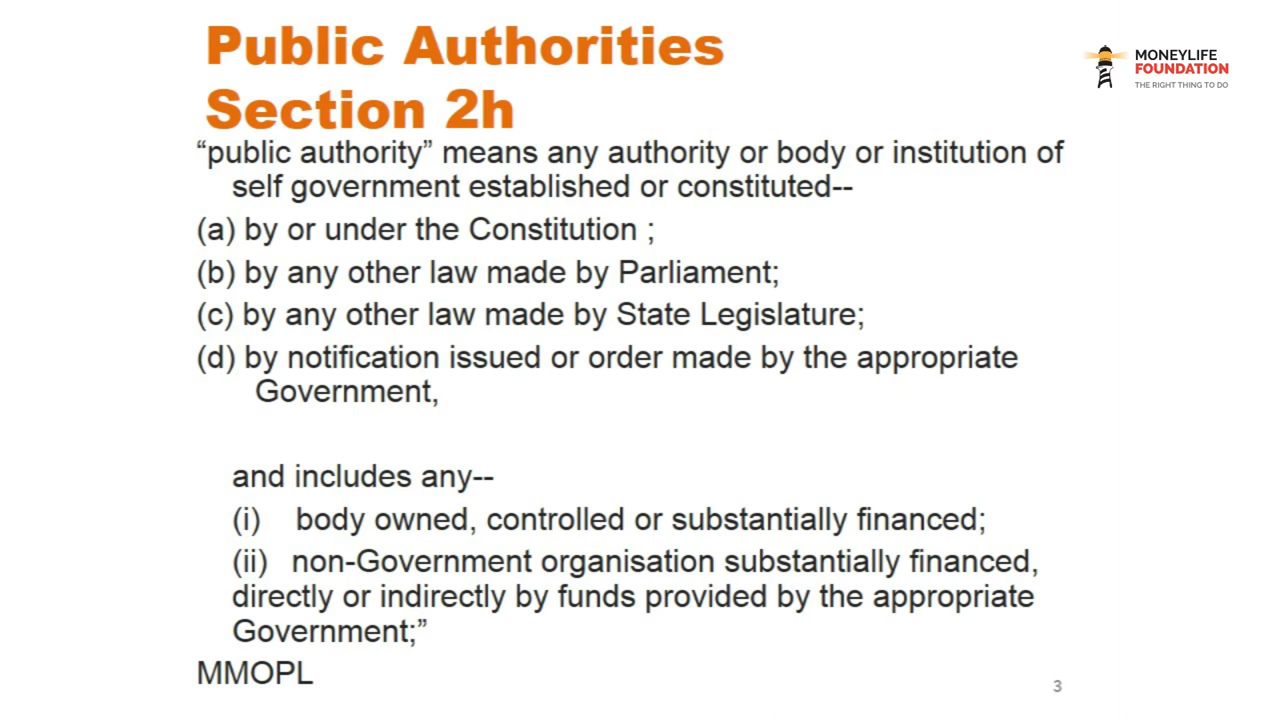 Public Authorities
Section 2h
MONEYLIFE
FOUNDATION
THE RIGHT THING TO DO
“public authority” means any authority or body or institution of
self government established or constituted--
(a) by or under the Constitution ;
(b) by any other law made by Parliament;
(c) by any other law made by State Legislature;
(d) by notification issued or order made by the appropriate
Government,
and includes any--
(i) body owned, controlled or substantially financed;
(ii) non-Government organisation substantially financed,
directly or indirectly by funds provided by the appropriate
Government;”
MMOPL
3